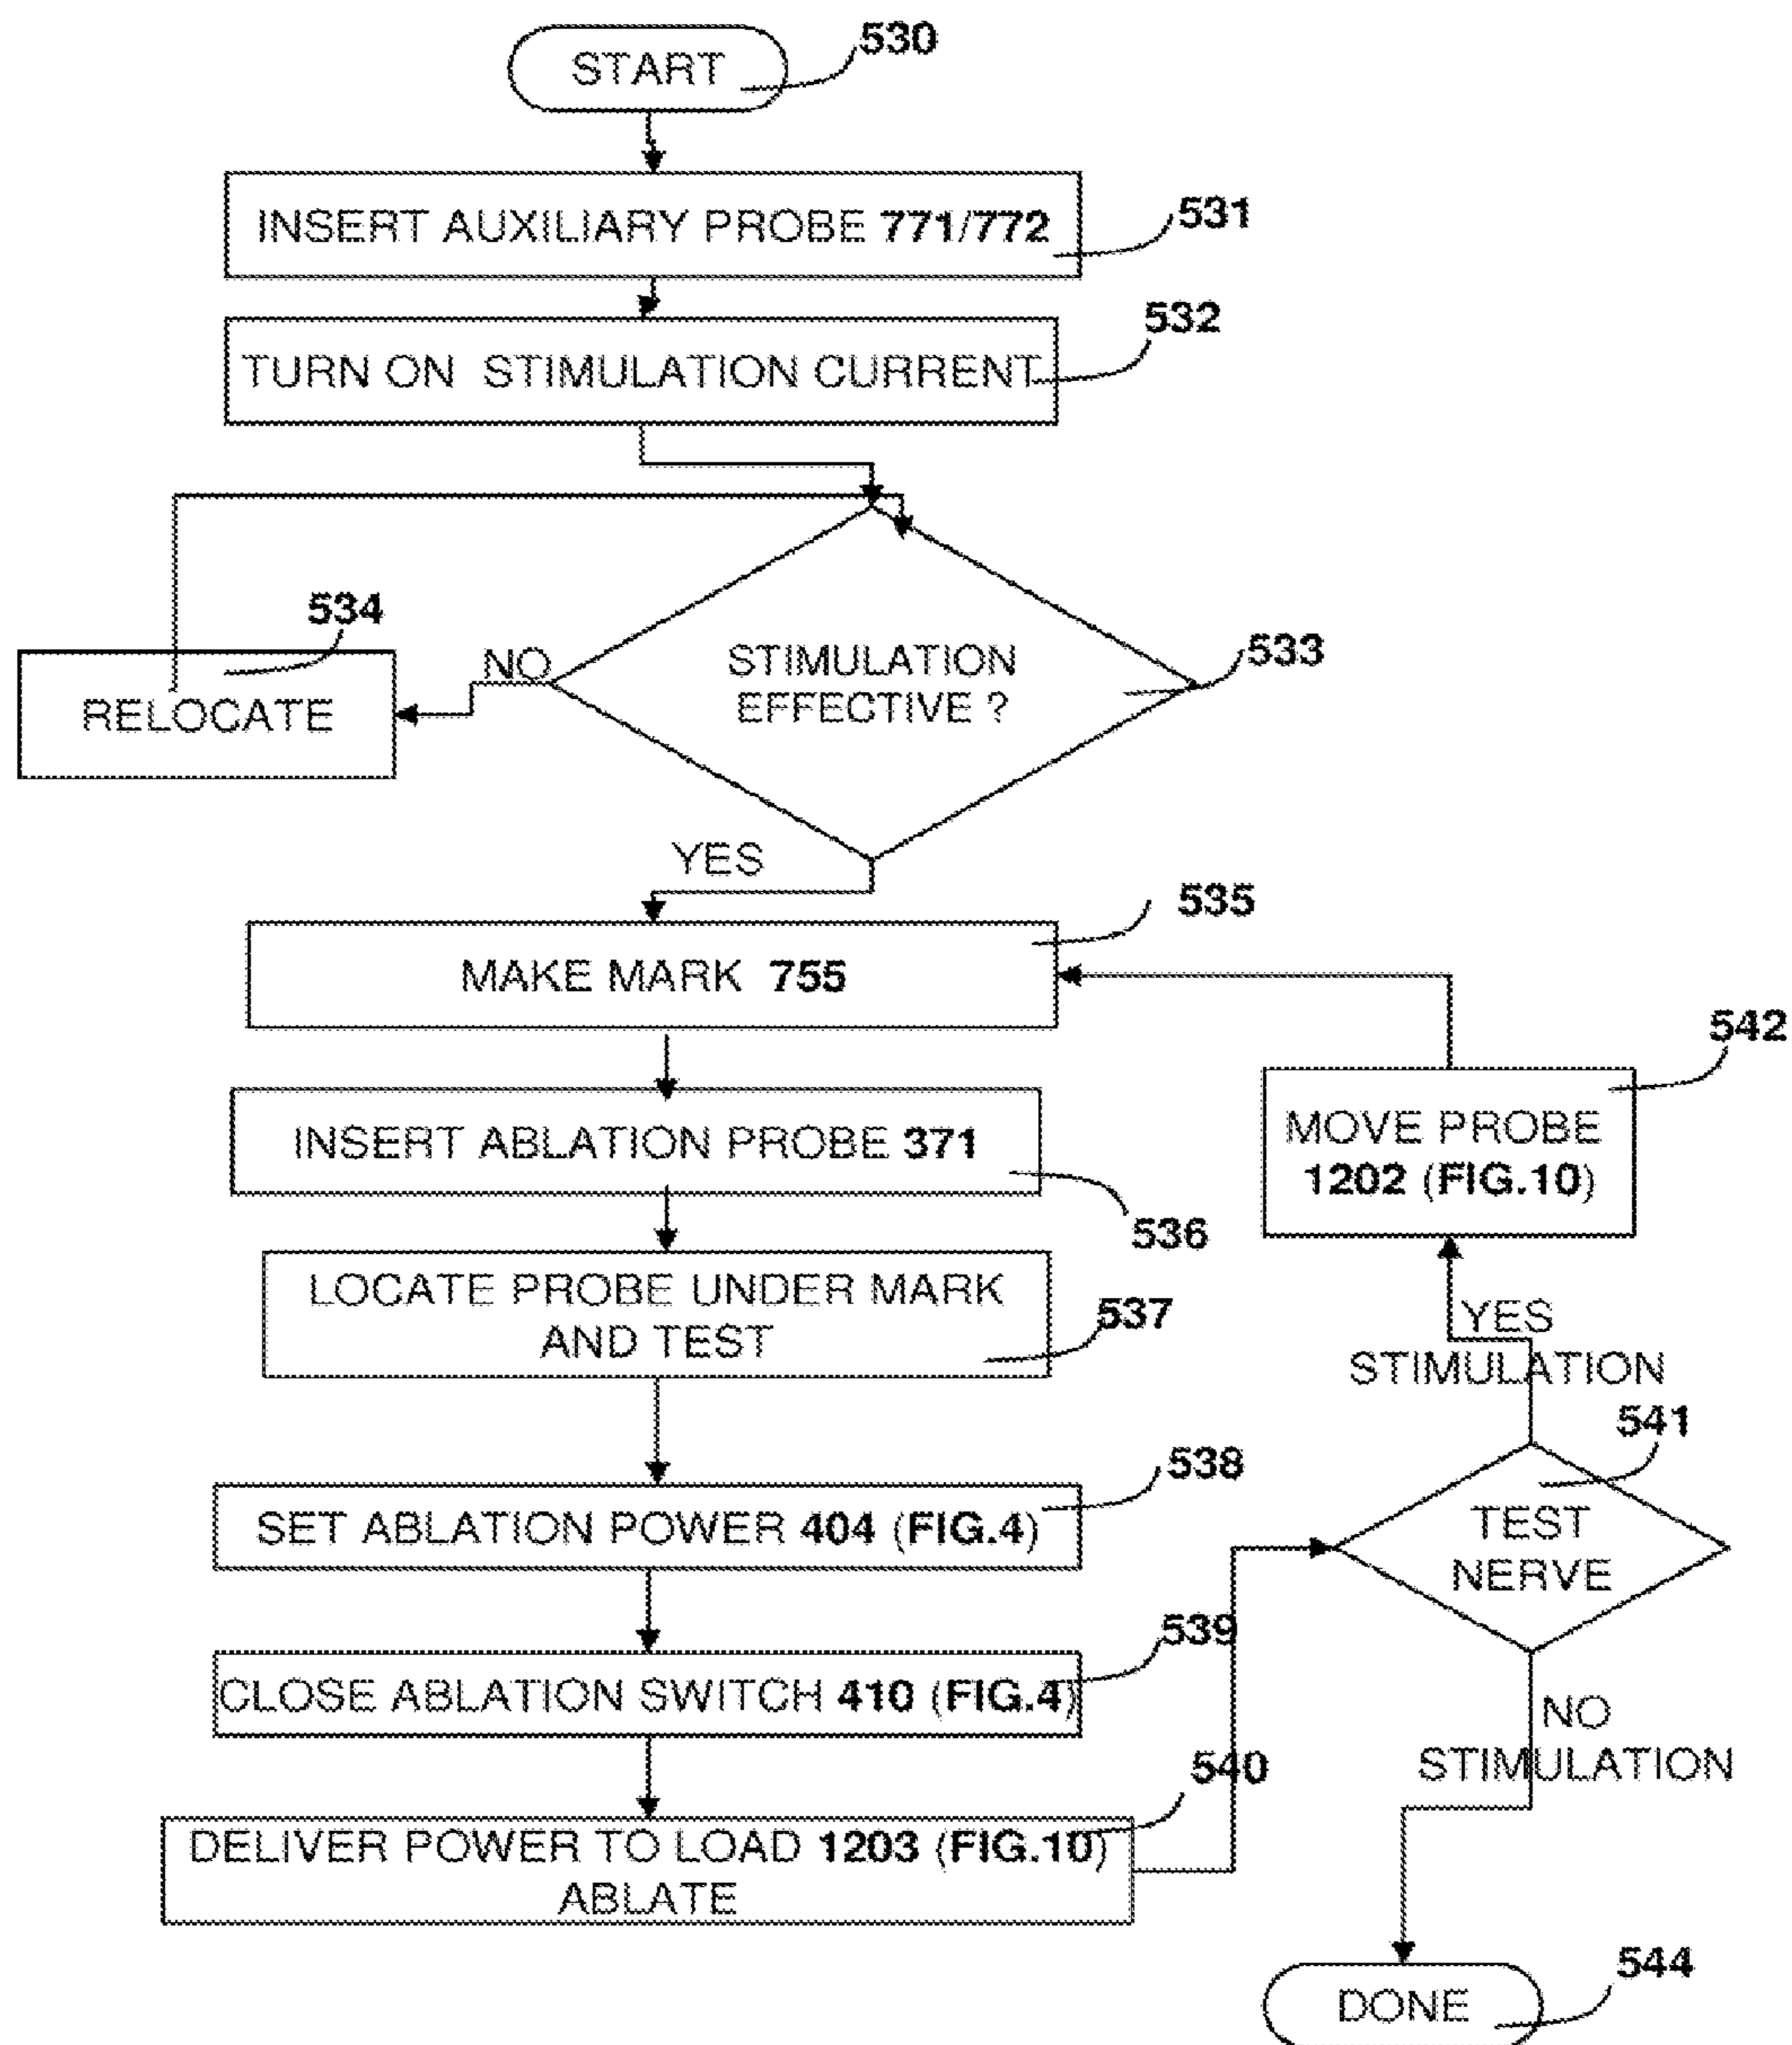 START
530
INSERT AUXILIARY PROBE 771/772
531
TURN ON STIMULATION CURRENT
532
STIMULATION
EFFECTIVE ?
533
NO
534
RELOCATE
YES
MAKE MARK 755
535
INSERT ABLATION PROBE 371
536
LOCATE PROBE UNDER MARK
AND TEST
537
SET ABLATION POWER 404 (FIG.4)
538
CLOSE ABLATION SWITCH 410 (FIG.4)
539
DELIVER POWER TO LOAD 1203 (FIG.10)
ABLATE
540
TEST
NERVE
541
YES
STIMULATION
MOVE PROBE
1202 (FIG.10)
542
NO
STIMULATION
DONE
544